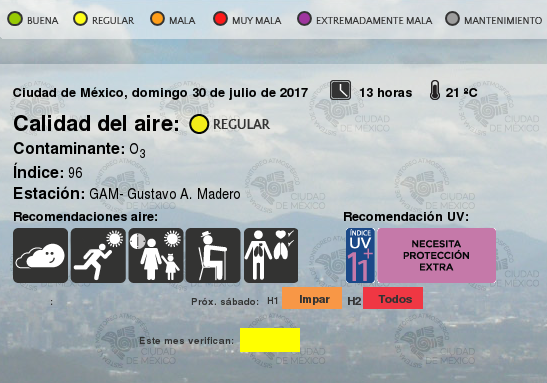 BUENA REGULAR MALA MUY MALA EXTREMADAMENTE MALA MANTENIMIENTO
Ciudad de México, domingo 30 de julio de 2017 13 horas 21 ºC
Calidad del aire: REGULAR
Contaminante: O3
Índice: 96
Estación: GAM- Gustavo A. Madero
Recomendaciones aire: Recomendación UV:
ÍNDICE
UV
11+
NECESITA
PROTECCIÓN
EXTRA
: Próx. sábado: H1 Impar H2 Todos
Este mes verifican:
CIUDAD
DE MÉXICO